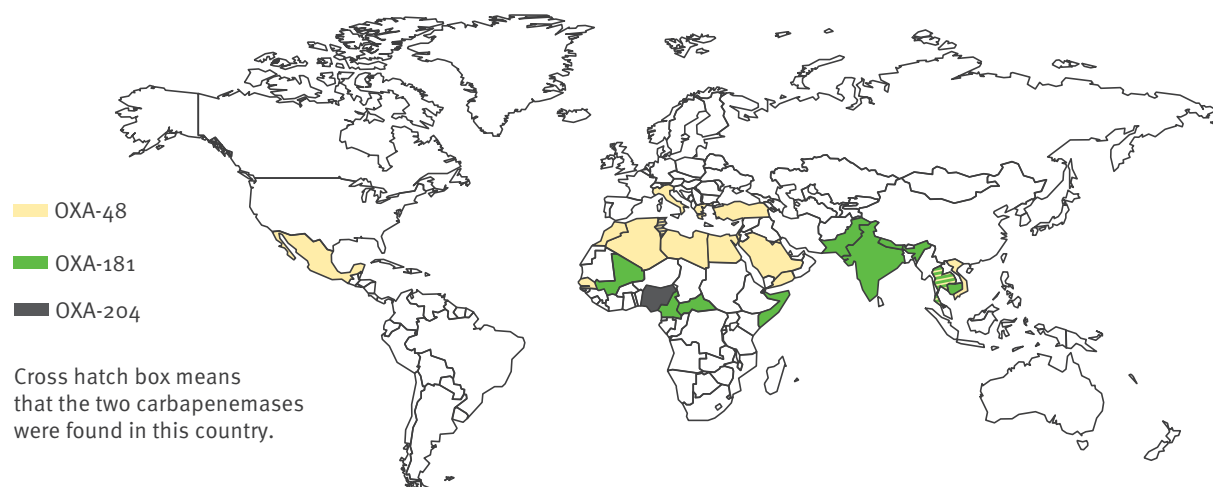 OXA-48
OXA-181
OXA-204
Cross hatch box means
that the two carbapenemases
were found in this country.